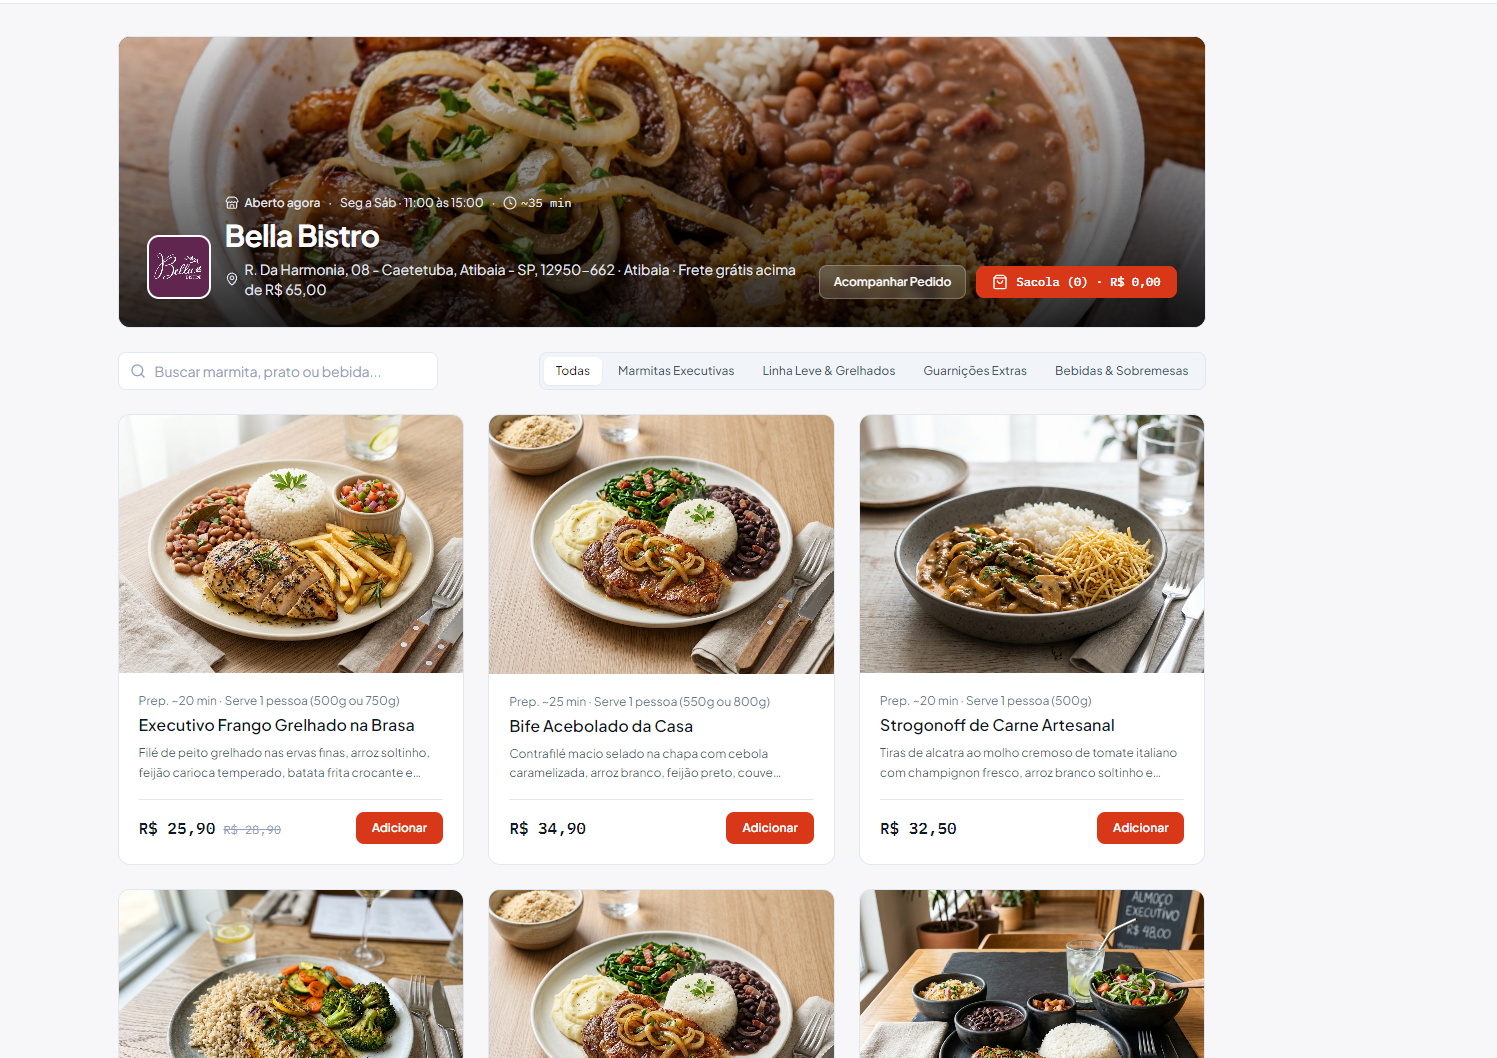 Aberto agora · Seg a Sáb · 11:00 às 15:00 · ~35 min
Bella Bistro
Bella
R. Da Harmonia, 08 - Caetetuba, Atibaia - SP, 12950-662 · Atibaia · Frete grátis acima
de R$ 65,00
Acompanhar Pedido
Sacola (0) · R$ 0,00
Buscar marmita, prato ou bebida...
Todas
Marmitas Executivas
Linha Leve & Grelhados
Guarnições Extras
Bebidas & Sobremesas
Prep. ~20 min · Serve 1 pessoa (500g ou 750g)
Executivo Frango Grelhado na Brasa
Filé de peito grelhado nas ervas finas, arroz soltinho,
feijão carioca temperado, batata frita crocante e...
R$ 25,90 R$ 28,90
Adicionar
Prep. ~25 min · Serve 1 pessoa (550g ou 800g)
Bife Acebolado da Casa
Contrafilé macio selado na chapa com cebola
caramelizada, arroz branco, feijão preto, couve...
R$ 34,90
Adicionar
Prep. ~20 min · Serve 1 pessoa (500g)
Strogonoff de Carne Artesanal
Tiras de alcatra ao molho cremoso de tomate italiano
com champignon fresco, arroz branco soltinho e...
R$ 32,50
Adicionar
ALMOÇO
EXECUTIVO
R$ 48,00